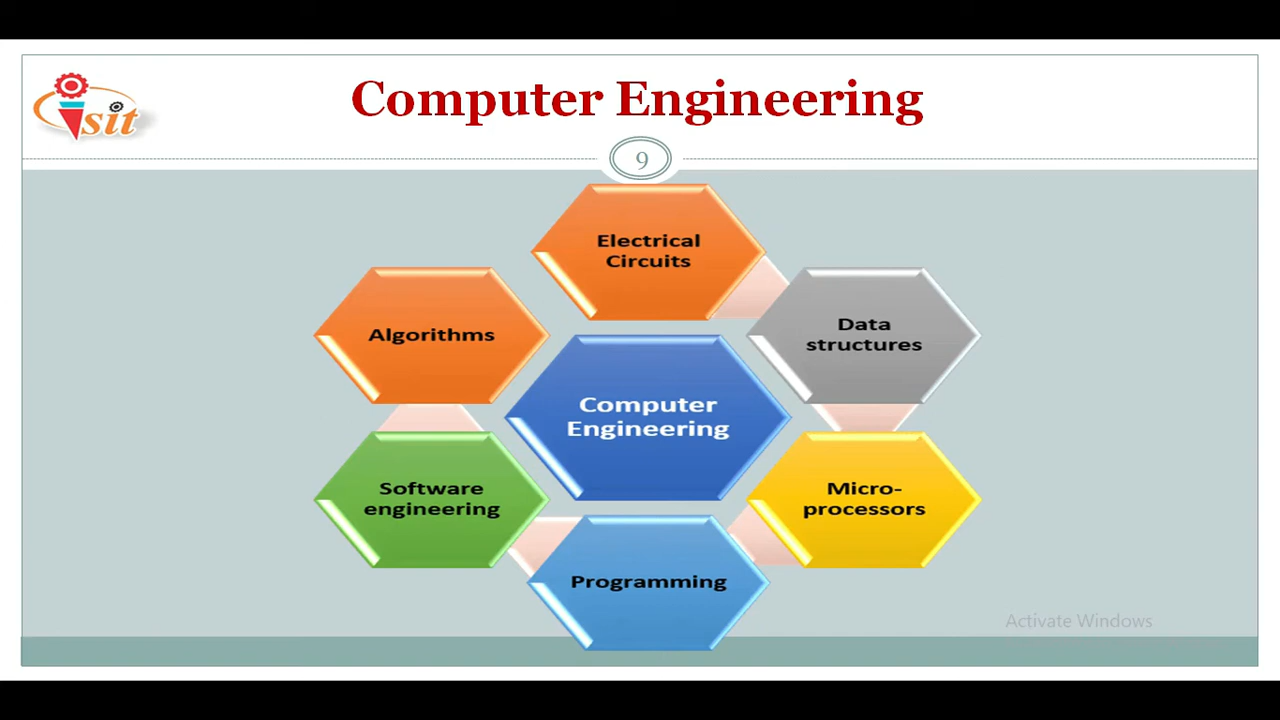 Computer Engineering
sit
9
Electrical
Circuits
Algorithms
Data
structures
Computer
Engineering
Software
engineering
Micro-
processors
Programming
Activate Windows